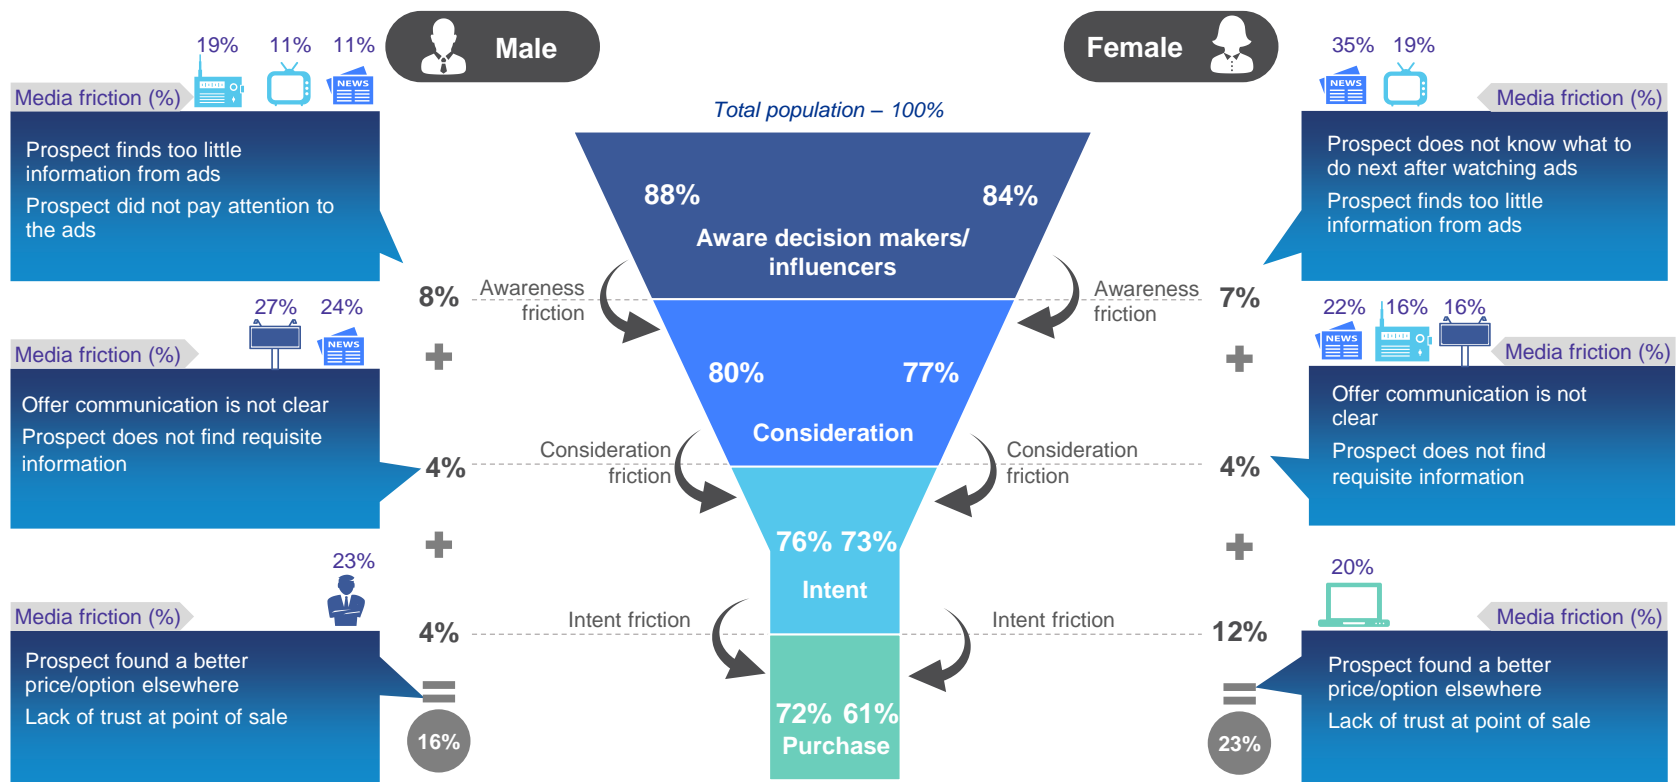 Male
Female
19% 11% 11%
NEWS
Media friction (%)
Prospect finds too little
information from ads
Prospect did not pay attention to
the ads
35% 19%
NEWS
Media friction (%)
Prospect does not know what to
do next after watching ads
Prospect finds too little
information from ads
Total population – 100%
88% 84%
Aware decision makers/
influencers
8%
Awareness
friction
Awareness
friction
7%
27% 24%
NEWS
Media friction (%)
Offer communication is not clear
Prospect does not find requisite
information
22% 16% 16%
NEWS
Media friction (%)
Offer communication is not
clear
Prospect does not find
requisite information
80% 77%
Consideration
4%
Consideration
friction
Consideration
friction
4%
76% 73%
Intent
23%
Media friction (%)
Prospect found a better
price/option elsewhere
Lack of trust at point of sale
20%
Media friction (%)
Prospect found a better
price/option elsewhere
Lack of trust at point of sale
4%
Intent friction
Intent friction
12%
72% 61%
Purchase
16%
23%